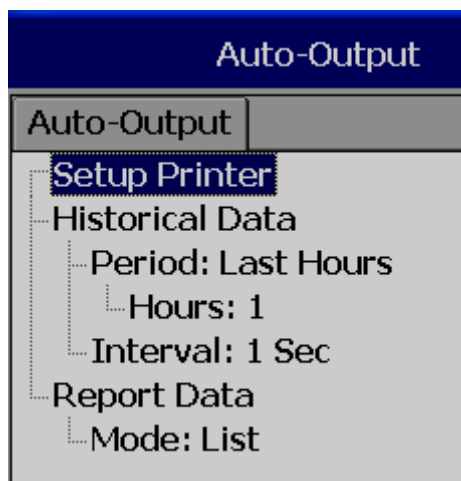 Auto-Output
Auto-Output
Setup Printer
Historical Data
Period: Last Hours
Hours: 1
Interval: 1 Sec
Report Data
Mode: List